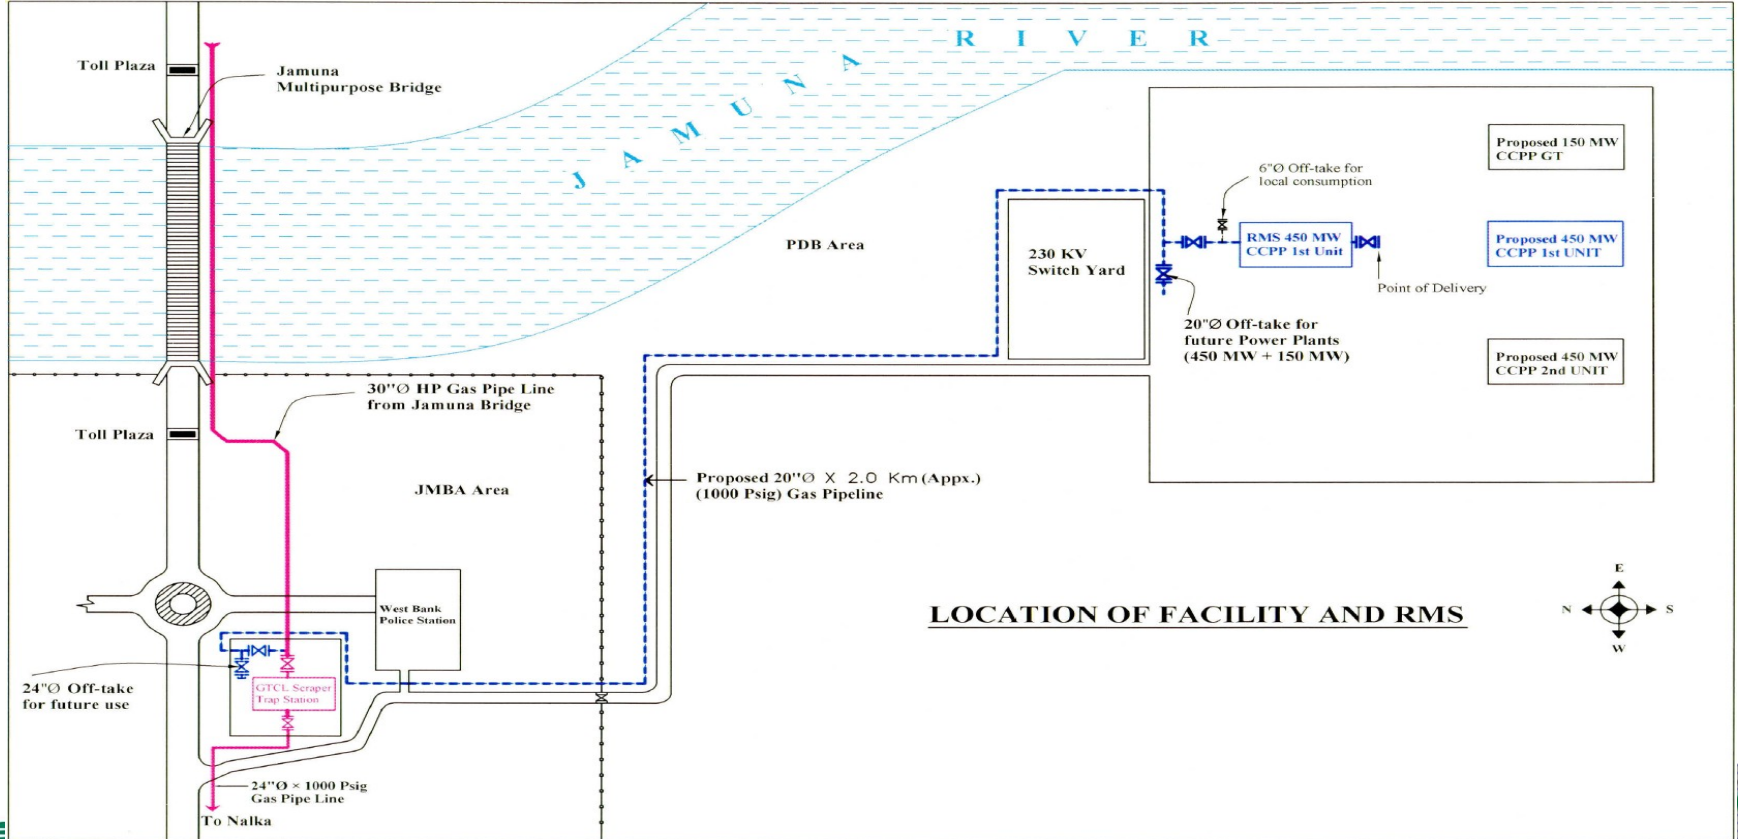 J A M U N A R I V E R
Toll Plaza
Jamuna
Multipurpose Bridge
Proposed 150 MW
CCPP GT
6"Ø Off-take for
local consumption
PDB Area
230 KV
Switch Yard
RMS 450 MW
CCPP 1st Unit
Proposed 450 MW
CCPP 1st UNIT
Point of Delivery
20"Ø Off-take for
future Power Plants
(450 MW + 150 MW)
Proposed 450 MW
CCPP 2nd UNIT
30"Ø HP Gas Pipe Line
from Jamuna Bridge
Toll Plaza
JMBA Area
Proposed 20"Ø X 2.0 Km (Appx.)
(1000 Psig) Gas Pipeline
West Bank
Police Station
LOCATION OF FACILITY AND RMS
E
N
S
W
24"Ø Off-take
for future use
GTCL Scraper
Trap Station
24"Ø × 1000 Psig
Gas Pipe Line
To Nalka